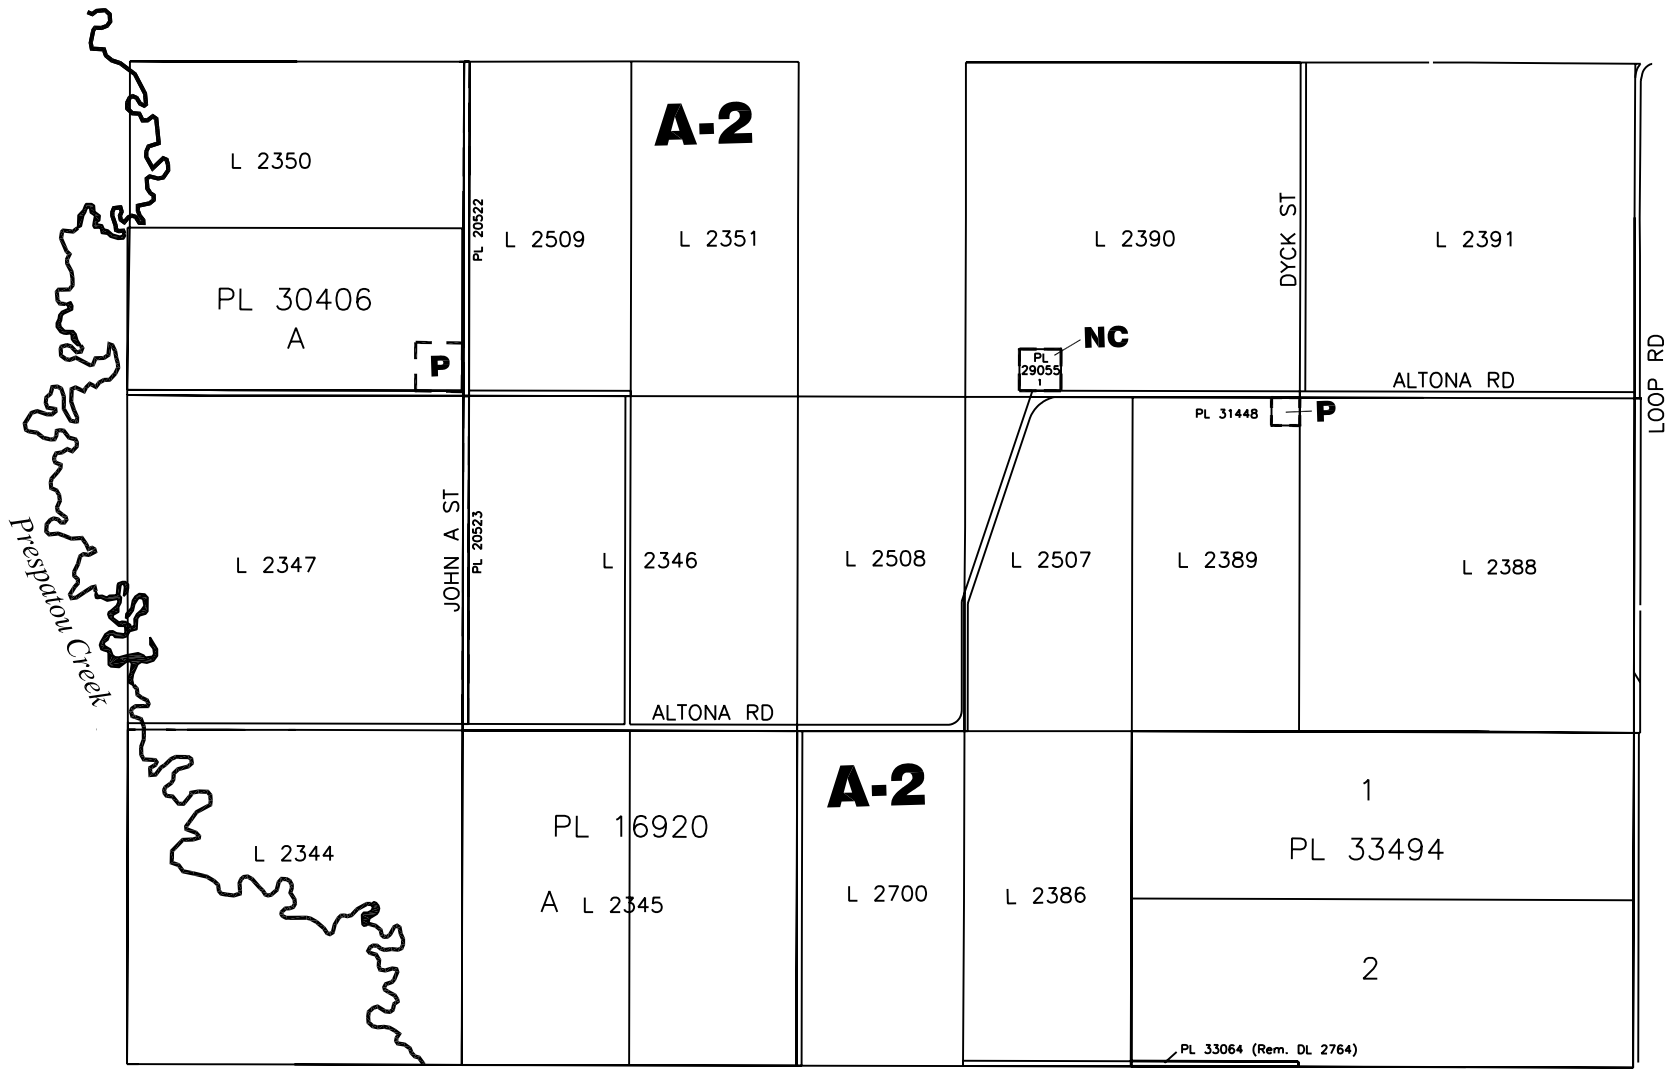 A-2
L 2350
PL 20522
L 2509
L 2351
L 2390
DYCK ST
L 2391
PL 30406
A
P
NC
PL
29055
1
ALTONA RD
LOOP RD
PL 31448
P
Prespatou Creek
L 2347
JOHN A ST
PL 20523
L 2346
L 2508
L 2507
L 2389
L 2388
ALTONA RD
A-2
1
PL 16920
PL 33494
L 2344
A L 2345
L 2700
L 2386
2
PL 33064 (Rem. DL 2764)